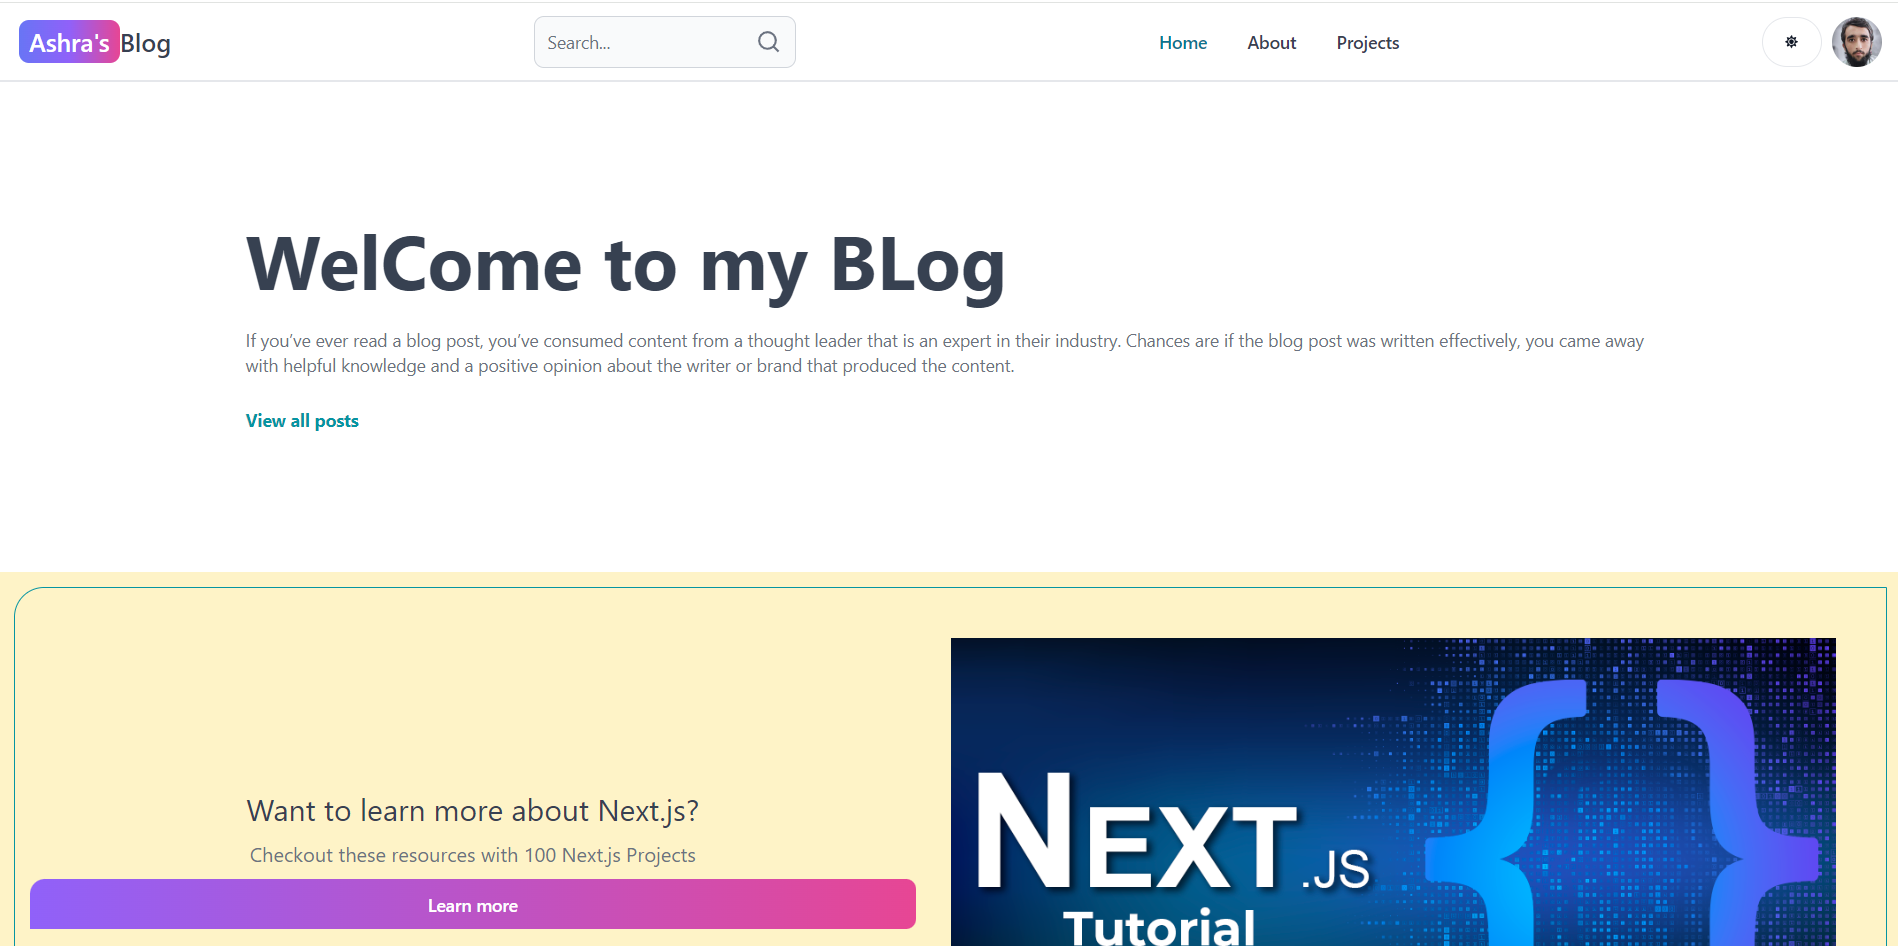 Ashra's Blog
Search...
Home About Projects
WelCome to my BLog
If you’ve ever read a blog post, you’ve consumed content from a thought leader that is an expert in their industry. Chances are if the blog post was written effectively, you came away
with helpful knowledge and a positive opinion about the writer or brand that produced the content.
View all posts
Want to learn more about Next.js?
Checkout these resources with 100 Next.js Projects
Learn more
NEXT.JS
Tutorial